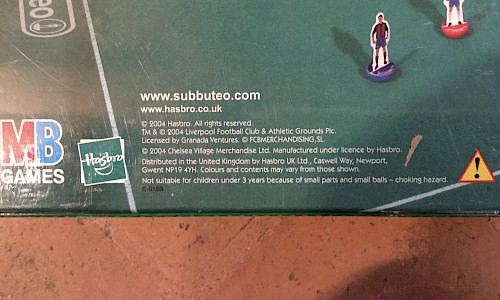 www.subbuteo.com
www.hasbro.co.uk
© 2004 Hasbro. All rights reserved.
TM & © 2004 Liverpool Football Club & Athletic Grounds Plc.
Licensed by Granada Ventures. © FCBMERCHANDISING,SL.
© 2004 Chelsea Village Merchandise Ltd. Manufactured under licence by Hasbro.
Distributed in the United Kingdom by Hasbro UK Ltd., Caswell Way, Newport,
Gwent NP19 4YH. Colours and contents may vary from those shown.
Not suitable for children under 3 years because of small parts and small balls – choking hazard.
MB
GAMES
Hasbro
!